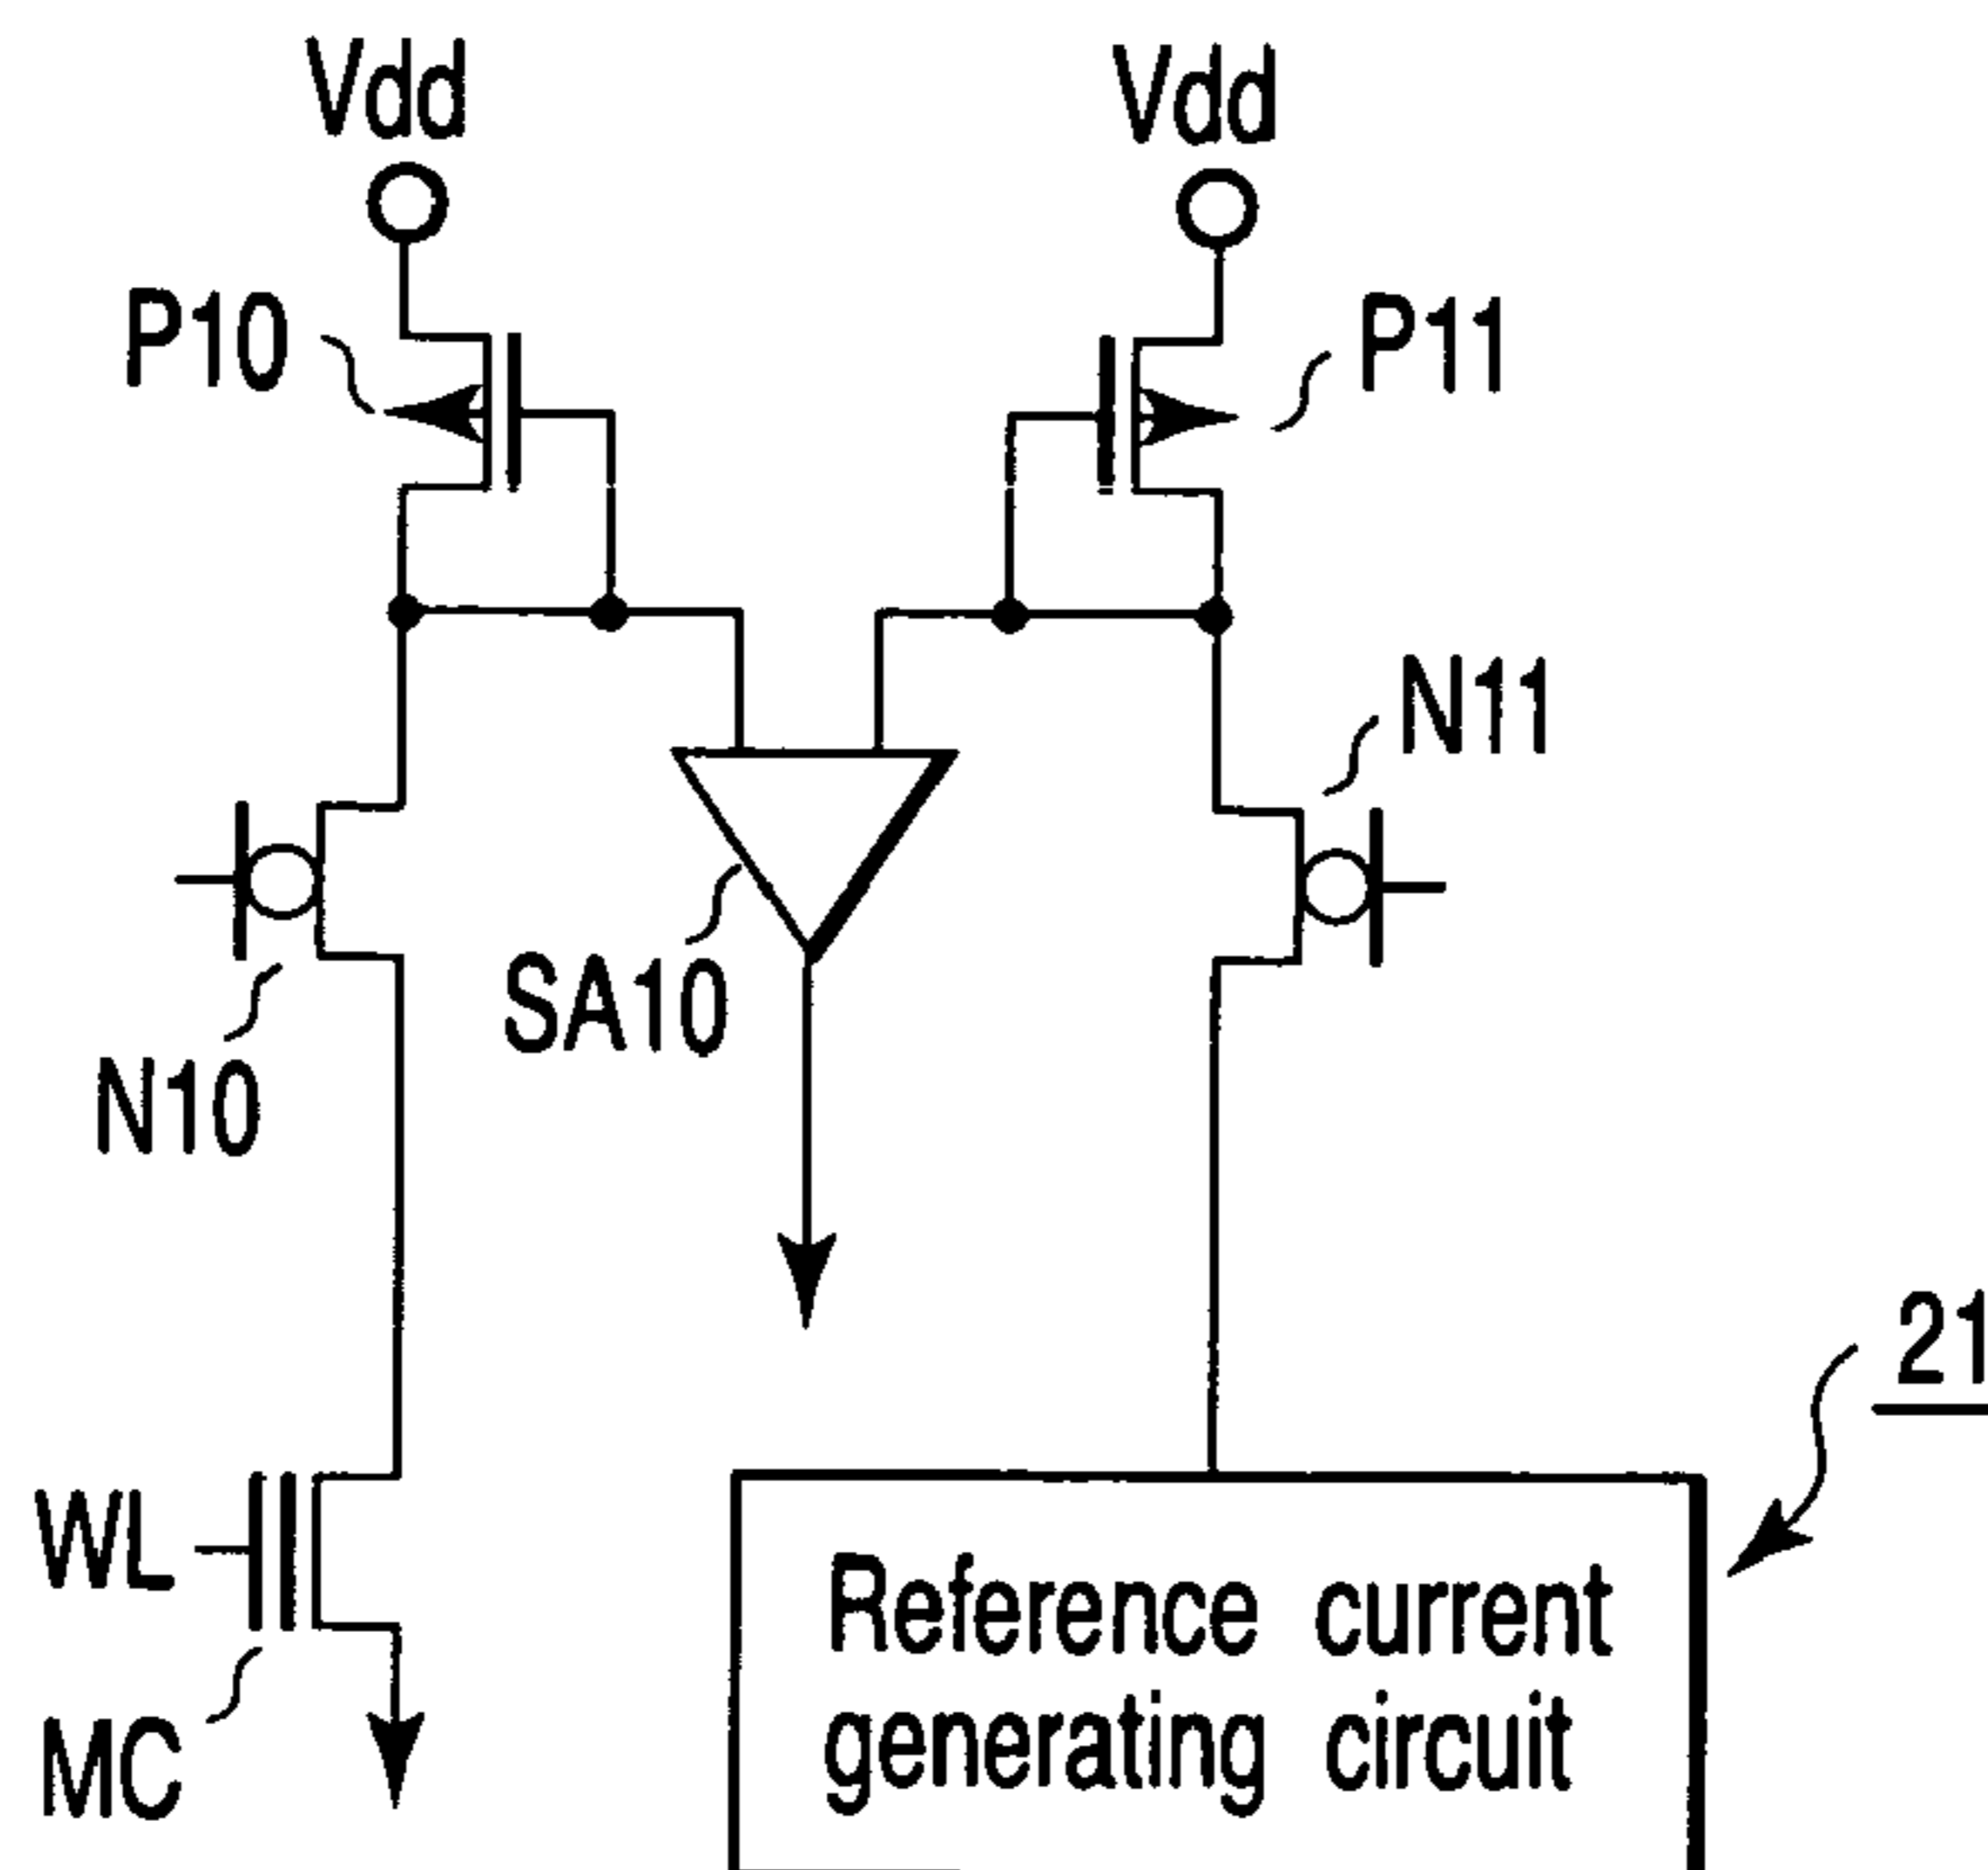 Vdd
Vdd
P10
P11
N11
SA10
N10
21
WL
Reference current
generating circuit
MC